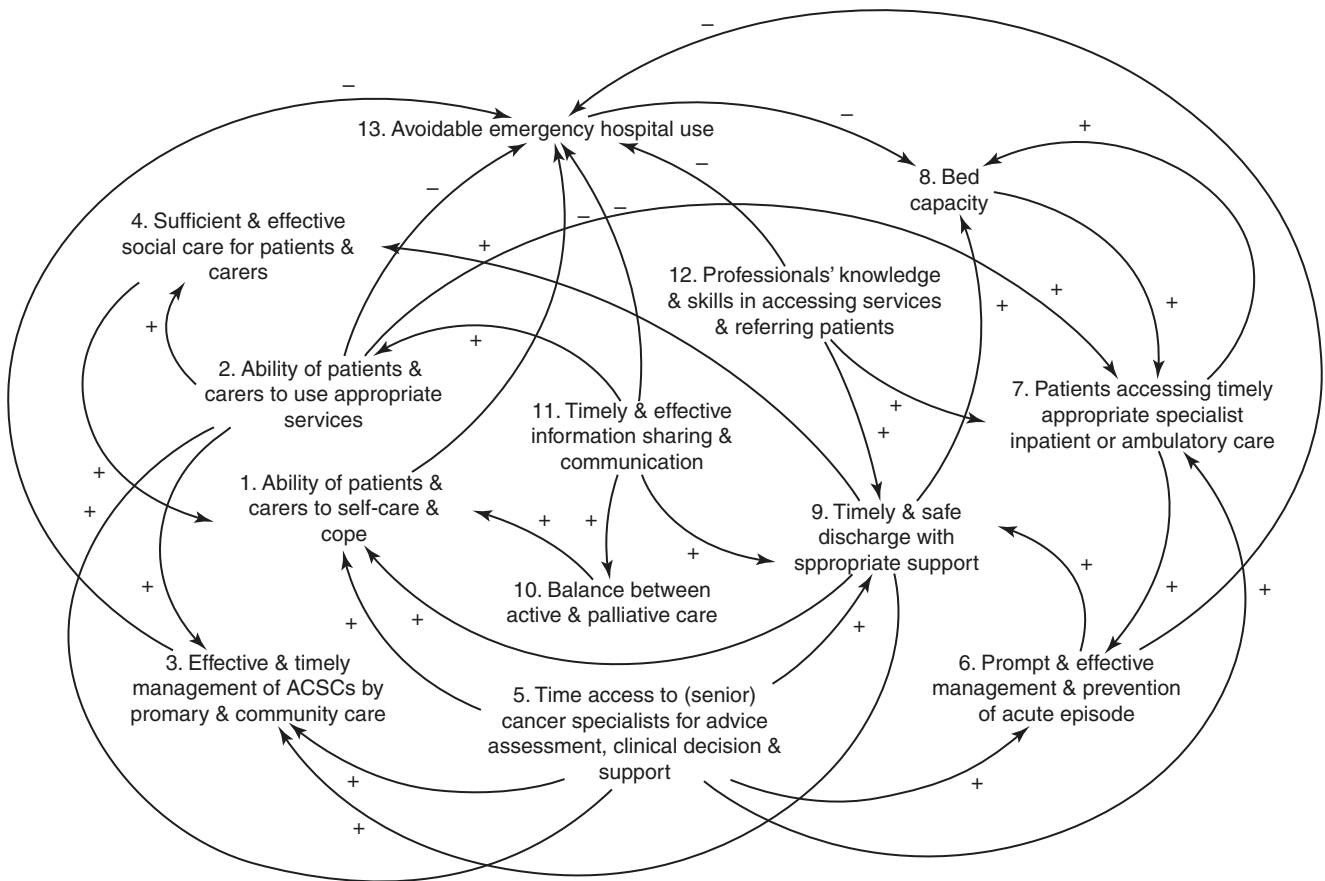 13. Avoidable emergency hospital use
8. Bed
capacity
4. Sufficient & effective
social care for patients &
carers
12. Professionals' knowledge
& skills in accessing services
& referring patients
2. Ability of patients &
carers to use appropriate
services
7. Patients accessing timely
appropriate specialist
inpatient or ambulatory care
11. Timely & effective
information sharing &
communication
1. Ability of patients &
carers to self-care &
cope
9. Timely & safe
discharge with
sppropriate support
10. Balance between
active & palliative care
3. Effective & timely
management of ACSCs by
promary & community care
6. Prompt & effective
management & prevention
of acute episode
5. Time access to (senior)
cancer specialists for advice
assessment, clinical decision &
support